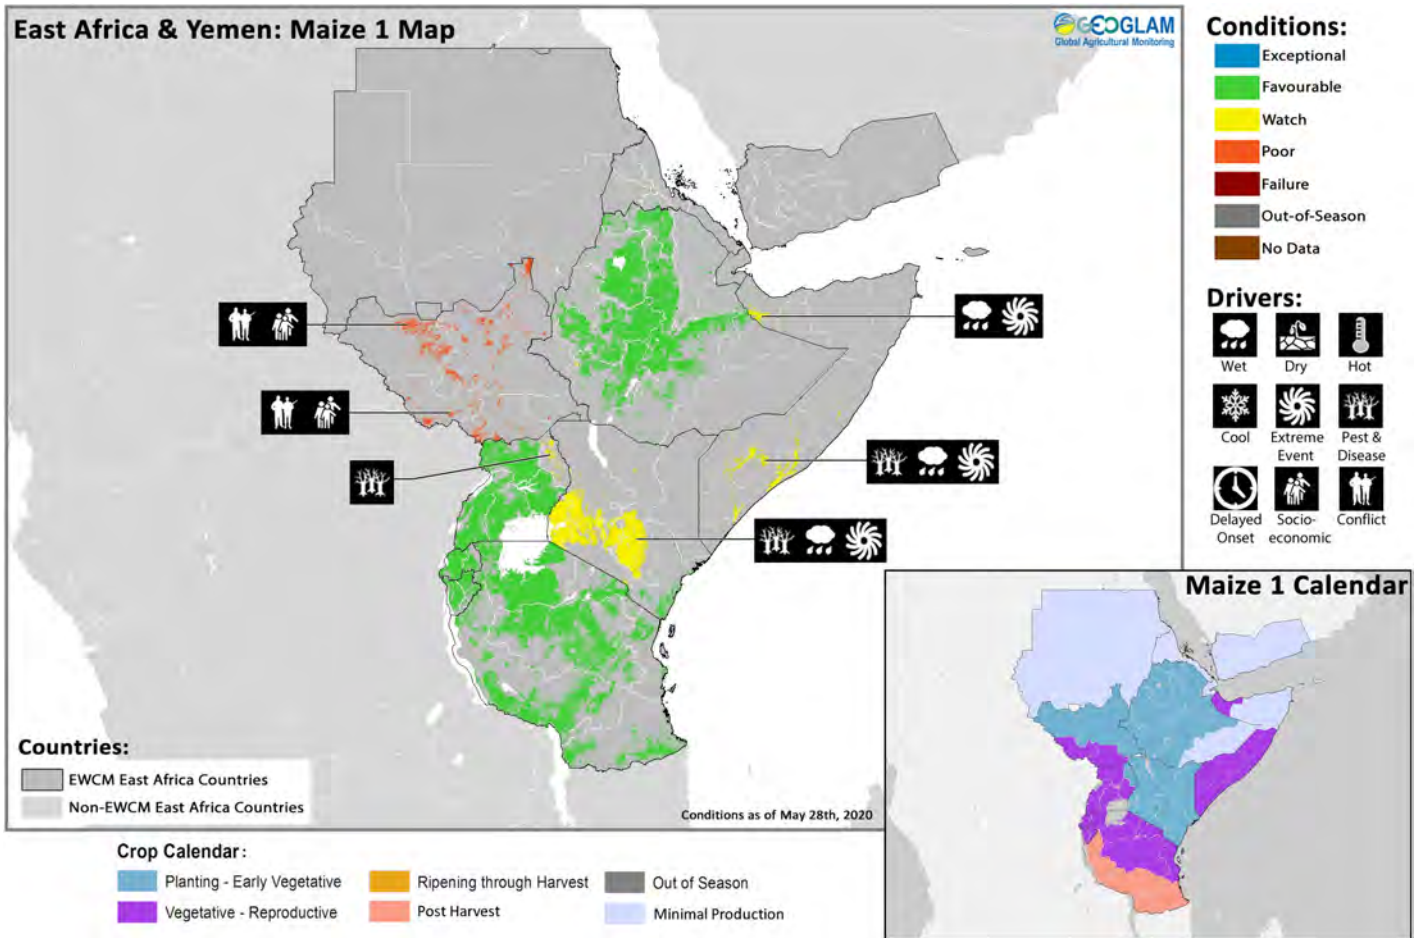 East Africa & Yemen: Maize 1 Map
GEOGLAM
Global Agricultural Monitoring
Conditions:
Exceptional
Favourable
Watch
Poor
Failure
Out-of-Season
No Data
Drivers:
Wet
Dry
Hot
Cool
Extreme
Event
Pest &
Disease
Delayed
Onset
Socio-
economic
Conflict
Countries:
EWCM East Africa Countries
Non-EWCM East Africa Countries
Conditions as of May 28th, 2020
Maize 1 Calendar
Crop Calendar:
Planting - Early Vegetative
Ripening through Harvest
Out of Season
Vegetative - Reproductive
Post Harvest
Minimal Production